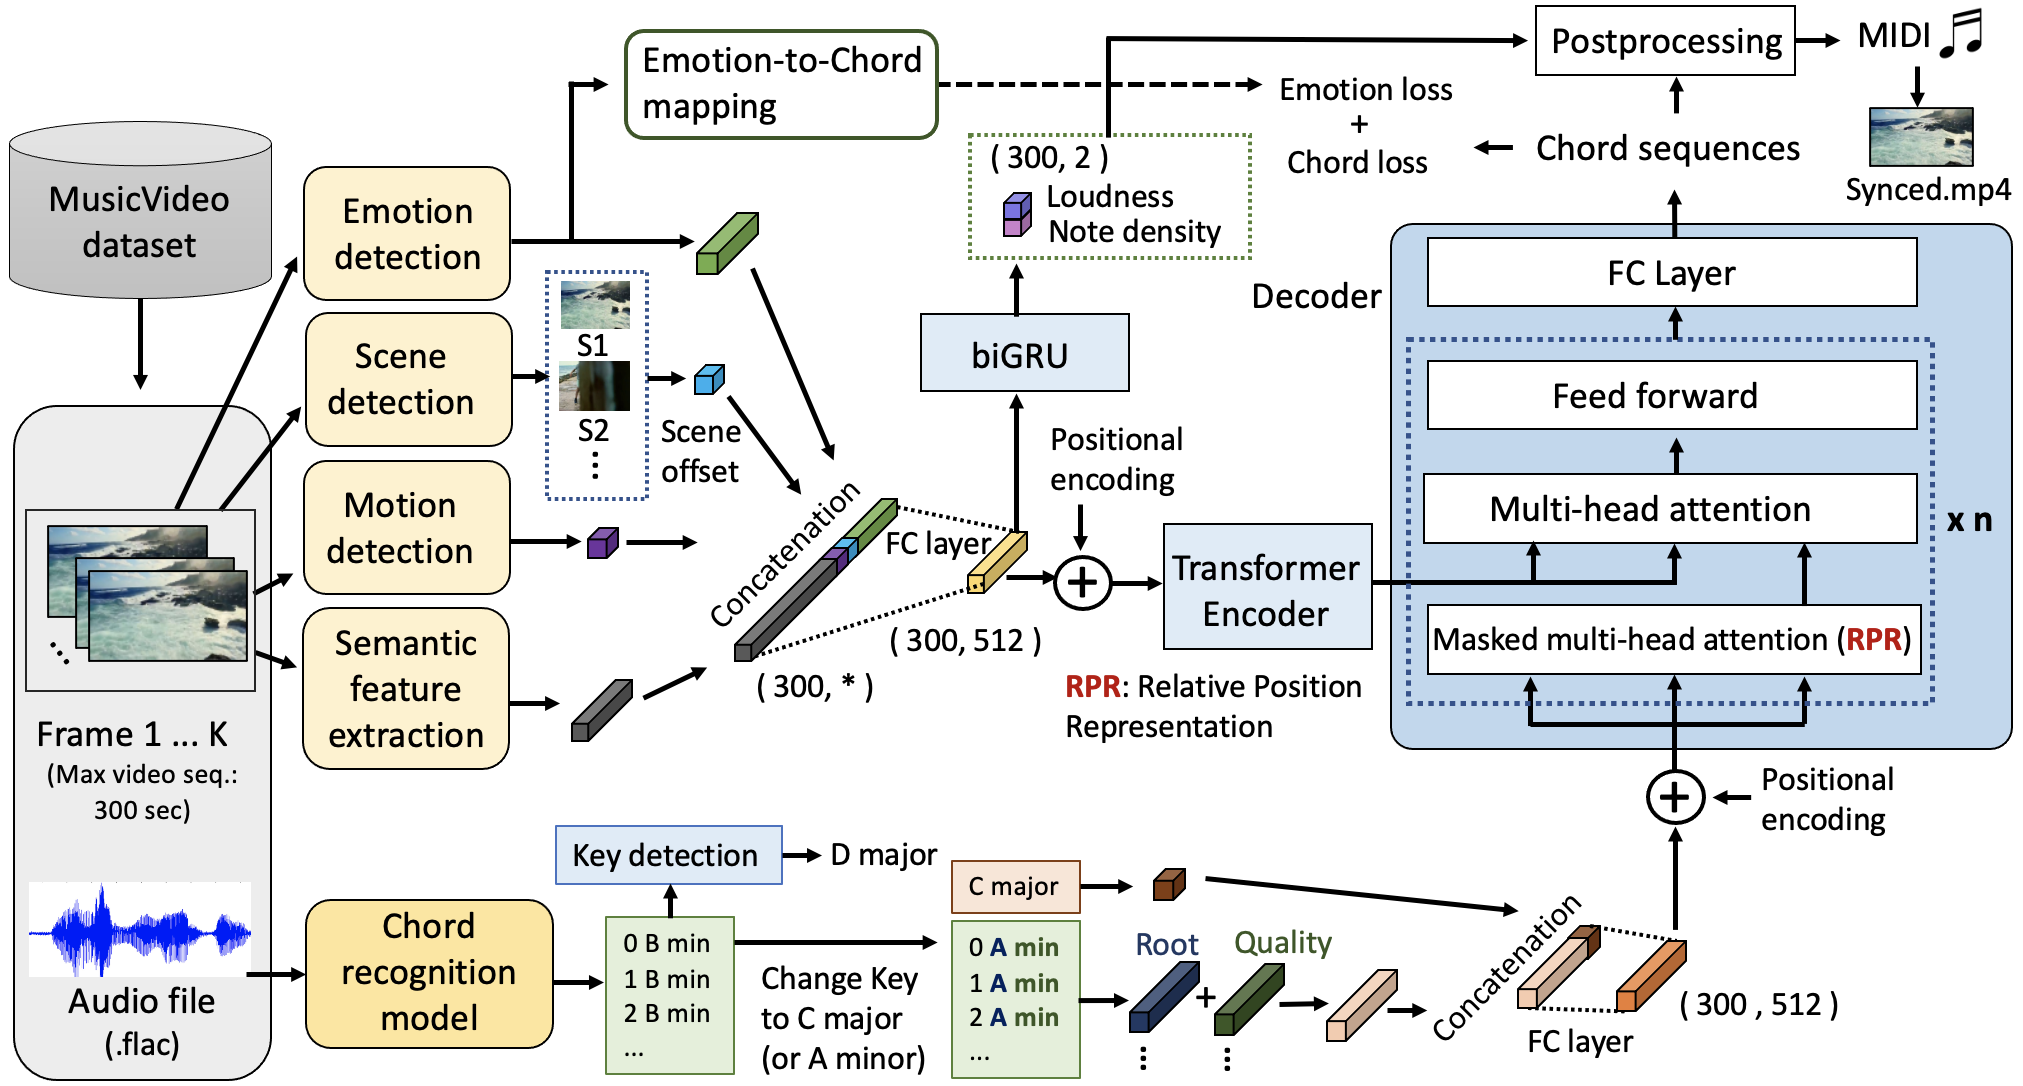 MusicVideo
dataset
Frame 1 ... K
(Max video seq.:
300 sec)
Audio file
(.flac)
Emotion
detection
Scene
detection
Motion
detection
Semantic
feature
extraction
Chord
recognition
model
Emotion-to-Chord
mapping
S1
S2
Scene
offset
Concatenation
( 300, * )
FC layer
( 300, 512 )
( 300, 2 )
Loudness
Note density
biGRU
Positional
encoding
+
Transformer
Encoder
RPR: Relative Position
Representation
Emotion loss
+
Chord loss
Postprocessing
MIDI
Synced.mp4
Chord sequences
Decoder
FC Layer
Feed forward
Multi-head attention
x n
Masked multi-head attention (RPR)
+
Positional
encoding
Key detection
D major
0 B min
1 B min
2 B min
...
Change Key
to C major
(or A minor)
C major
0 A min
1 A min
2 A min
...
Root
+
Quality
Concatenation
FC layer
( 300 , 512 )